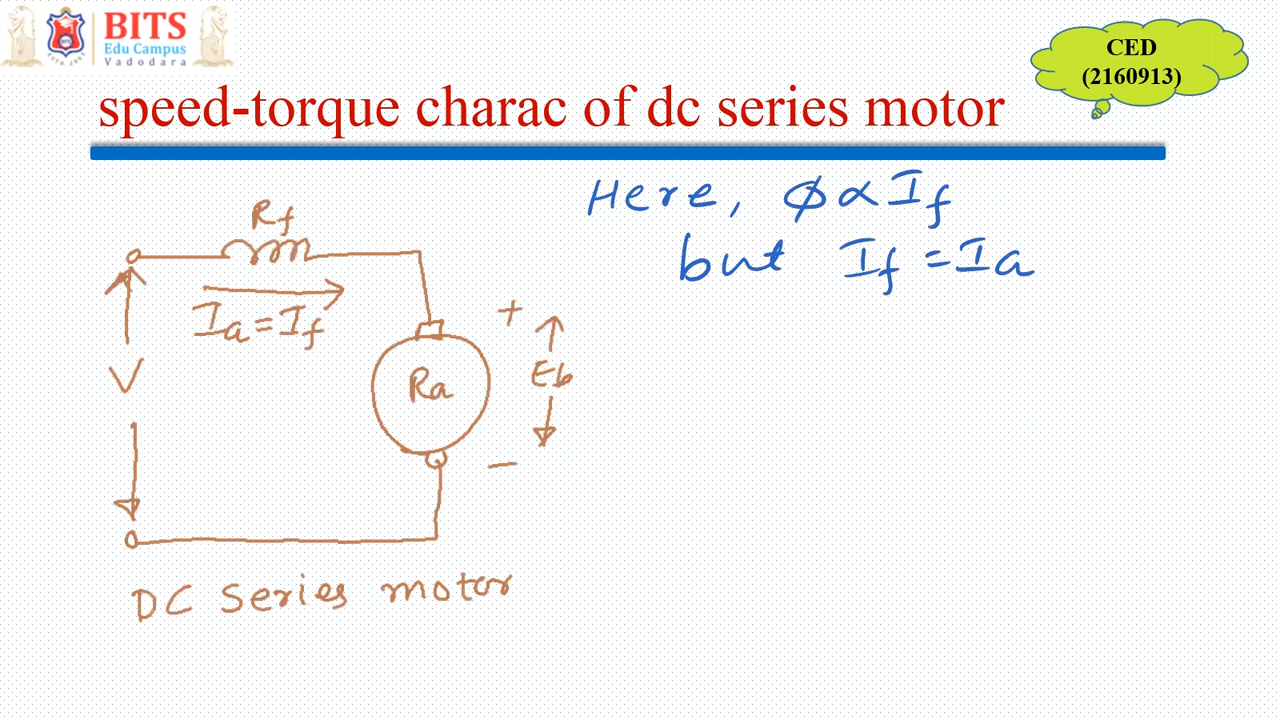 BITS
Edu Campus
Vadodara
CED
(2160913)
speed-torque charac of dc series motor
Here, ϕ ∝ If
but If = Ia
Rf
Ia = If
+
V
Ra
Eb
−
DC Series motor